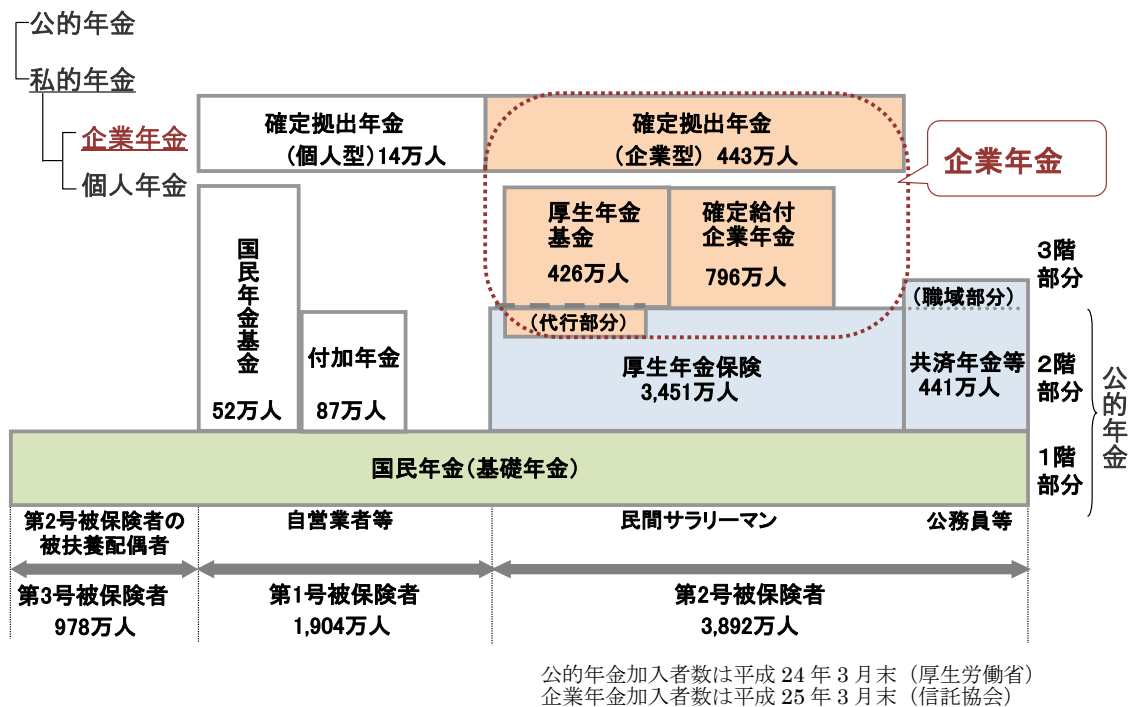 公的年金
私的年金
企業年金
個人年金
確定拠出年金
(個人型)14万人
確定拠出年金
(企業型) 443万人
企業年金
国民年金基金
52万人
付加年金
87万人
厚生年金
基金
426万人
確定給付
企業年金
796万人
(代行部分)
厚生年金保険
3,451万人
(職域部分)
共済年金等
441万人
3階
部分
2階
部分
1階
部分
公的年金
国民年金(基礎年金)
第2号被保険者の
被扶養配偶者
自営業者等
民間サラリーマン
公務員等
第3号被保険者
978万人
第1号被保険者
1,904万人
第2号被保険者
3,892万人
公的年金加入者数は平成 24 年 3 月末(厚生労働省)
企業年金加入者数は平成 25 年 3 月末(信託協会)